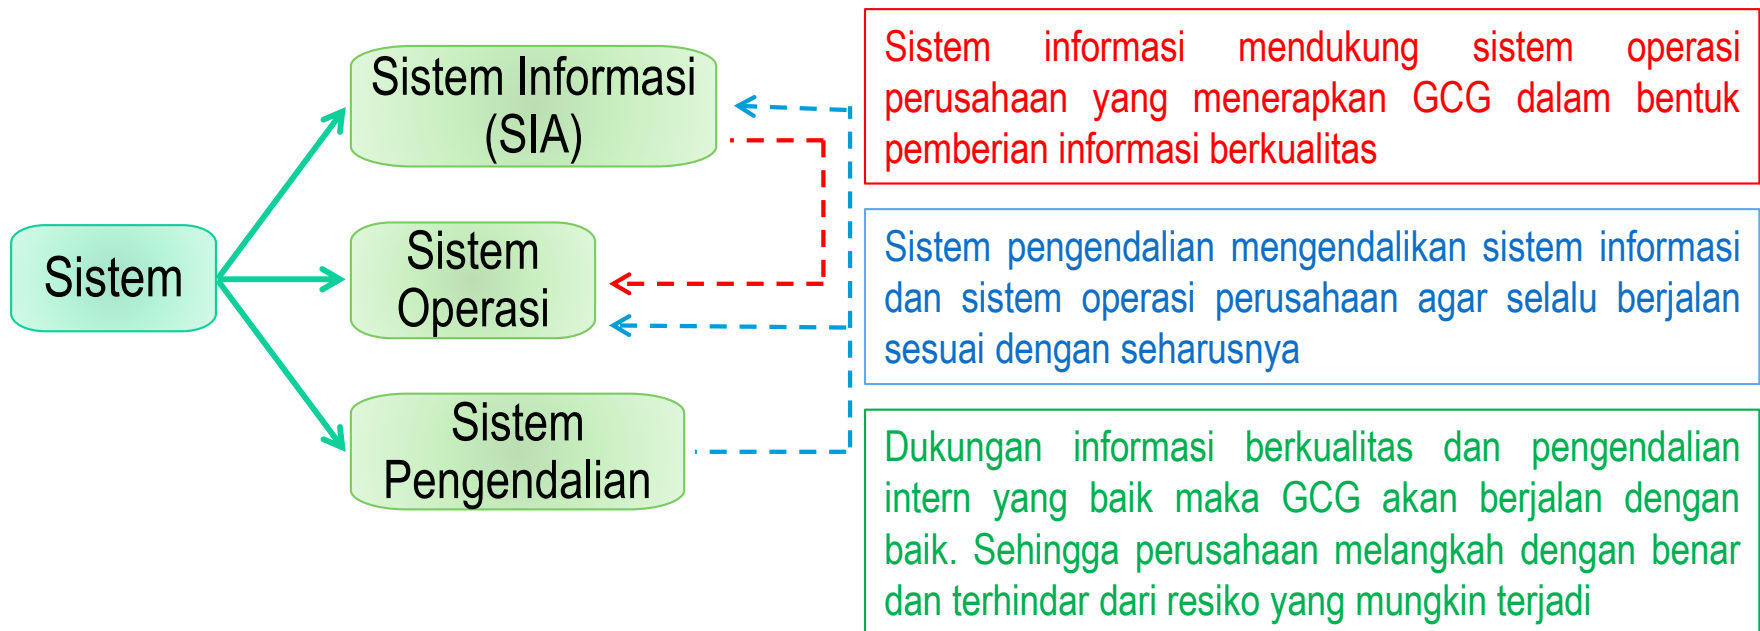 Sistem
Sistem Informasi
(SIA)
Sistem
Operasi
Sistem
Pengendalian
Sistem informasi mendukung sistem operasi
perusahaan yang menerapkan GCG dalam bentuk
pemberian informasi berkualitas
Sistem pengendalian mengendalikan sistem informasi
dan sistem operasi perusahaan agar selalu berjalan
sesuai dengan seharusnya
Dukungan informasi berkualitas dan pengendalian
intern yang baik maka GCG akan berjalan dengan
baik. Sehingga perusahaan melangkah dengan benar
dan terhindar dari resiko yang mungkin terjadi